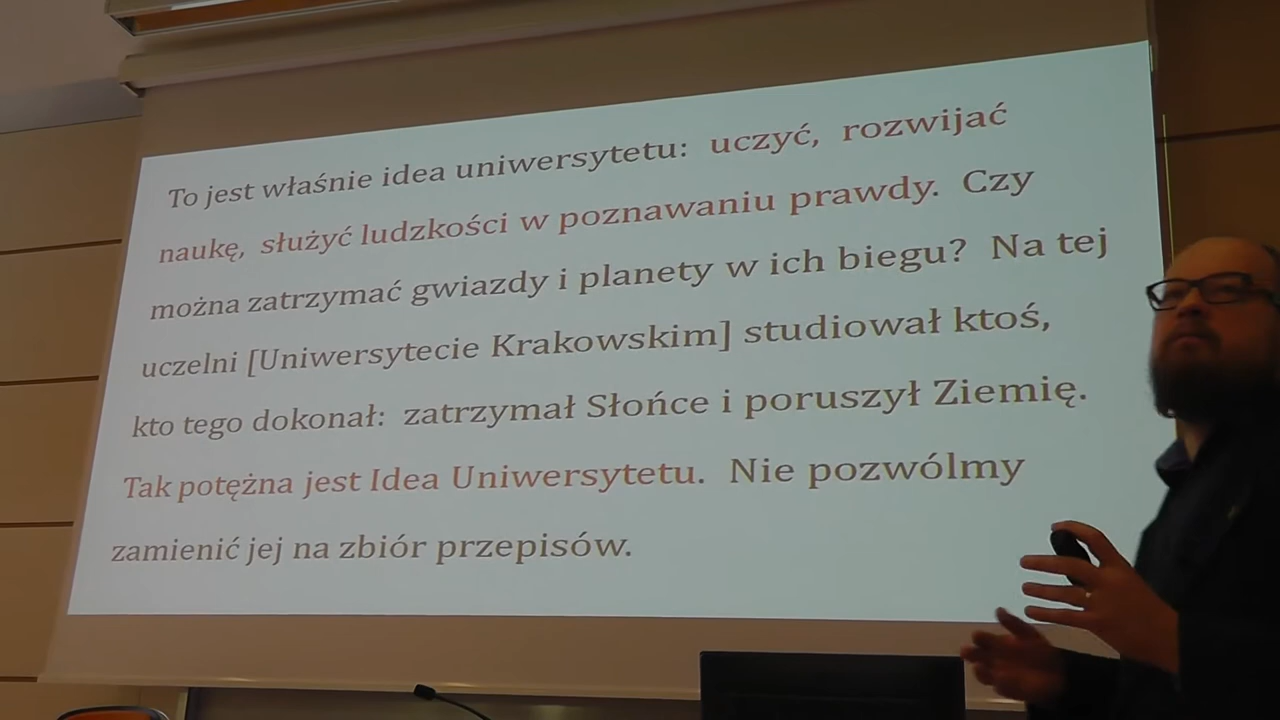 To jest właśnie idea uniwersytetu: uczyć, rozwijać
naukę, służyć ludzkości w poznawaniu prawdy. Czy
można zatrzymać gwiazdy i planety w ich biegu? Na tej
uczelni [Uniwersytecie Krakowskim] studiował ktoś,
kto tego dokonał: zatrzymał Słońce i poruszył Ziemię.
Tak potężna jest Idea Uniwersytetu. Nie pozwólmy
zamienić jej na zbiór przepisów.